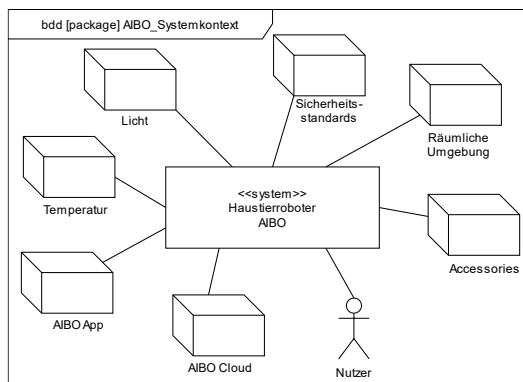 bdd [package] AIBO_Systemkontext
Licht
Sicherheits-
standards
Räumliche
Umgebung
Temperatur
<<system>>
Haustierroboter
AIBO
Accessories
AIBO App
AIBO Cloud
Nutzer